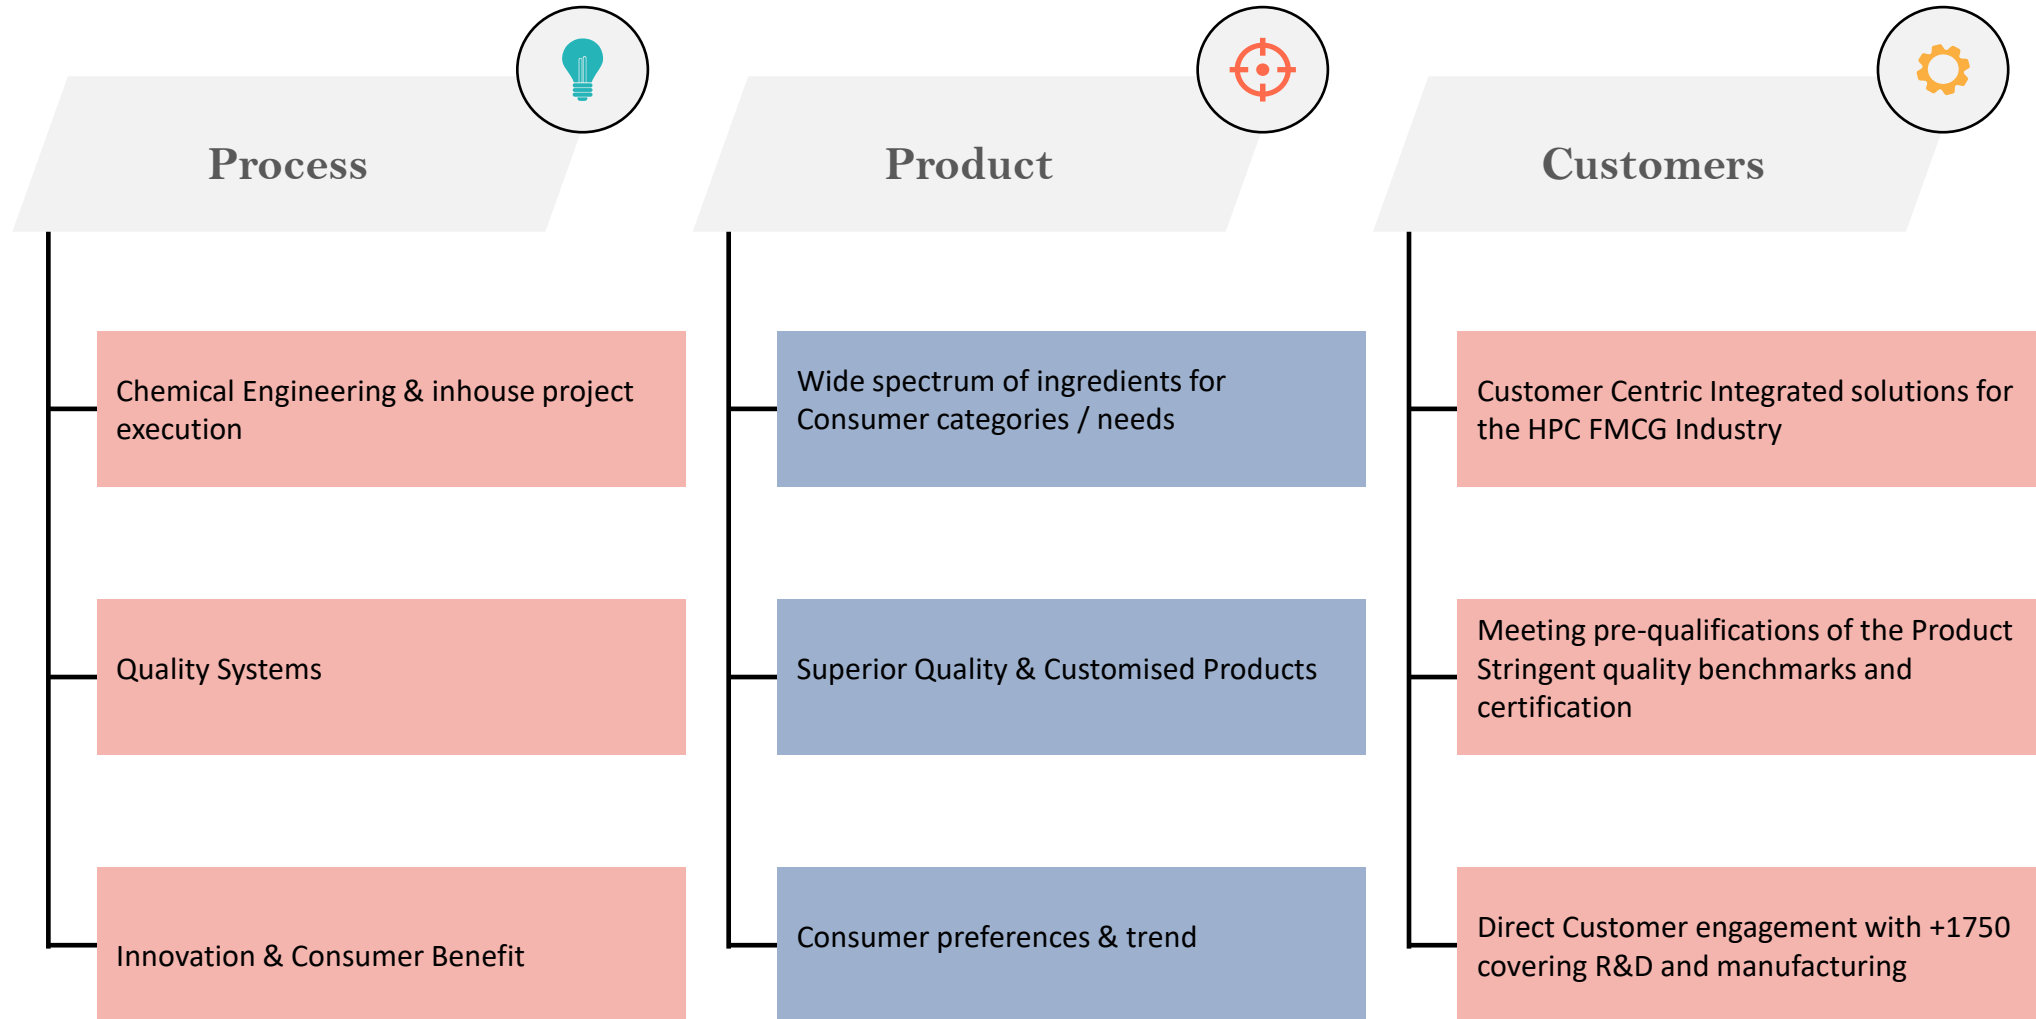 Process
Chemical Engineering & inhouse project
execution
Quality Systems
Innovation & Consumer Benefit
Product
Wide spectrum of ingredients for
Consumer categories / needs
Superior Quality & Customised Products
Consumer preferences & trend
Customers
Customer Centric Integrated solutions for
the HPC FMCG Industry
Meeting pre-qualifications of the Product
Stringent quality benchmarks and
certification
Direct Customer engagement with +1750
covering R&D and manufacturing